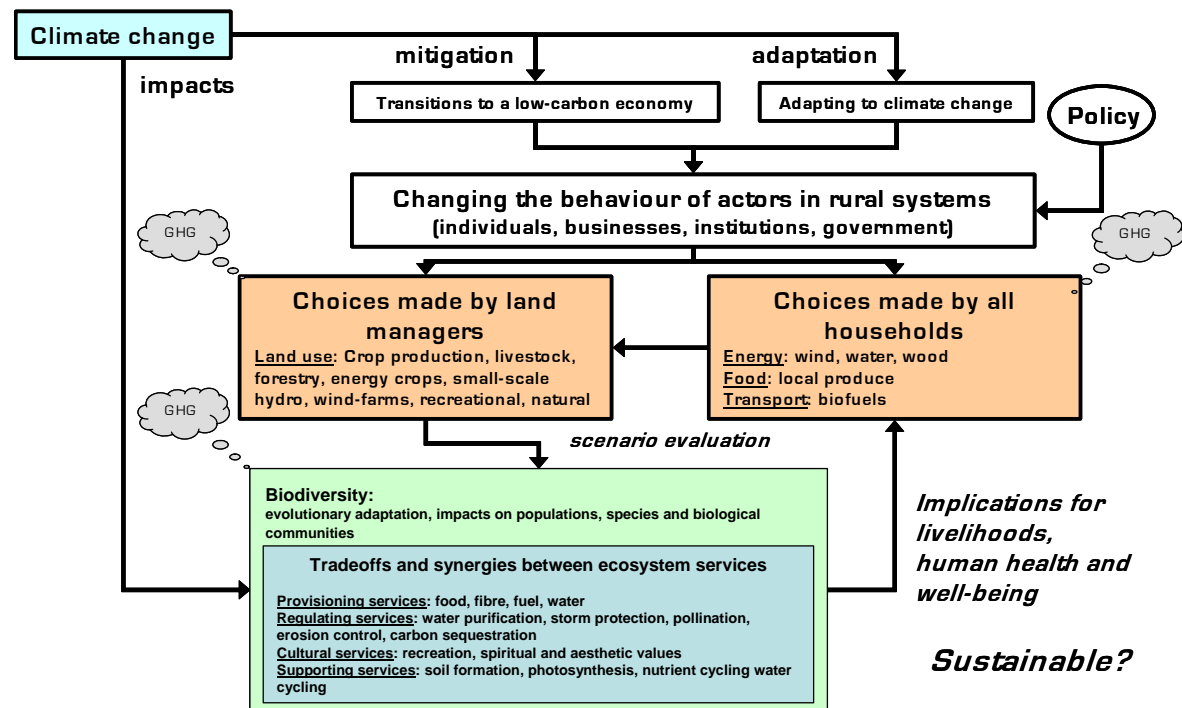 Climate change
mitigation
adaptation
impacts
Transitions to a low-carbon economy
Adapting to climate change
Policy
Changing the behaviour of actors in rural systems
(individuals, businesses, institutions, government)
GHG
GHG
Choices made by land
managers
Land use: Crop production, livestock,
forestry, energy crops, small-scale
hydro, wind-farms, recreational, natural
Choices made by all
households
Energy: wind, water, wood
Food: local produce
Transport: biofuels
GHG
scenario evaluation
Biodiversity:
evolutionary adaptation, impacts on populations, species and biological
communities
Tradeoffs and synergies between ecosystem services
Provisioning services: food, fibre, fuel, water
Regulating services: water purification, storm protection, pollination,
erosion control, carbon sequestration
Cultural services: recreation, spiritual and aesthetic values
Supporting services: soil formation, photosynthesis, nutrient cycling water
cycling
Implications for
livelihoods,
human health and
well-being
Sustainable?